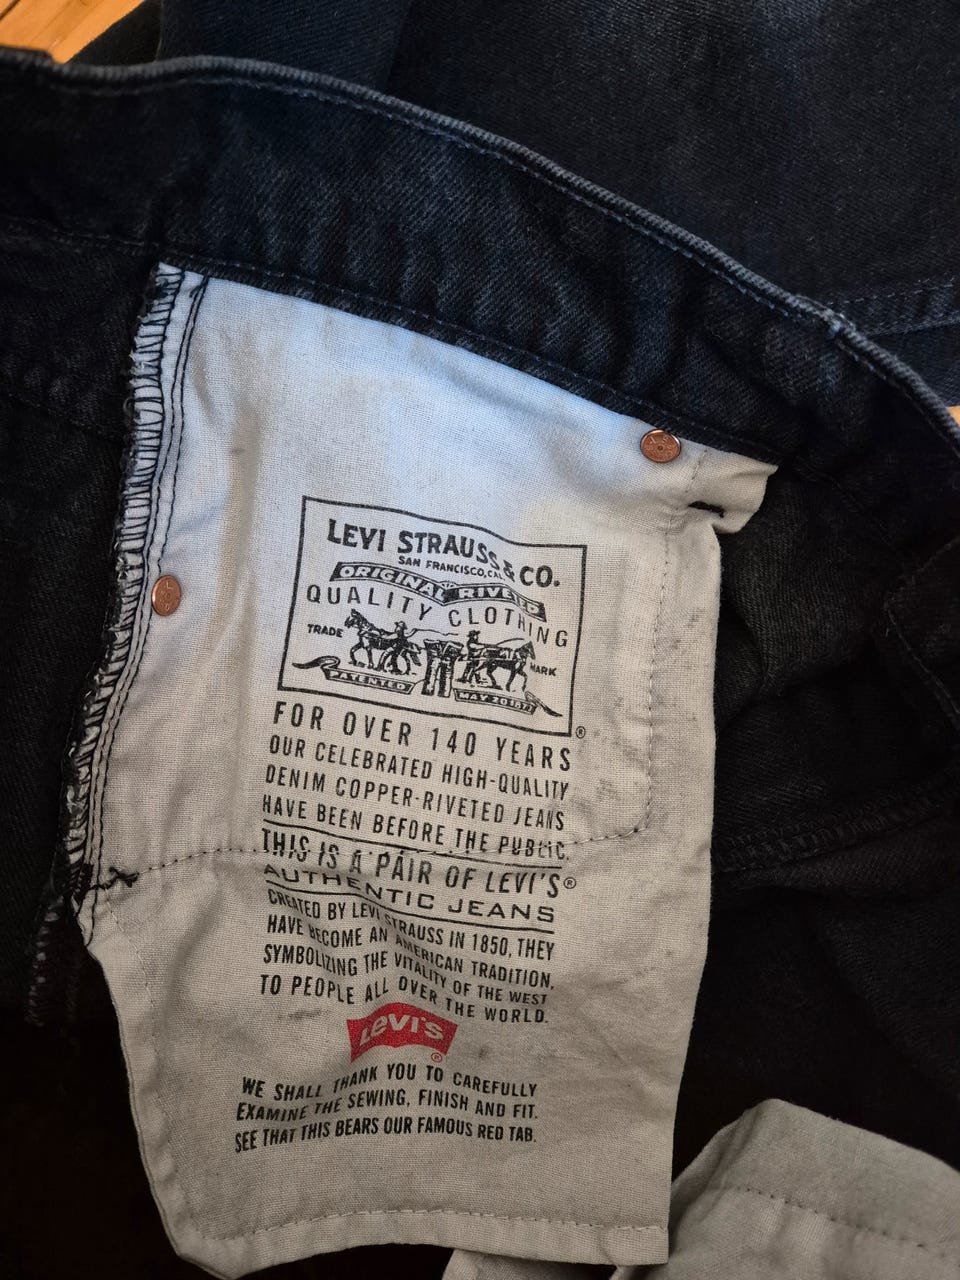 LEVI STRAUSS & CO.
SAN FRANCISCO, CAL.
ORIGINAL RIVETED
QUALITY CLOTHING
TRADE MARK
PATENTED MAY 20 1873
®
FOR OVER 140 YEARS
OUR CELEBRATED HIGH-QUALITY
DENIM COPPER-RIVETED JEANS
HAVE BEEN BEFORE THE PUBLIC.
THIS IS A PAIR OF LEVI'S®
AUTHENTIC JEANS
CREATED BY LEVI STRAUSS IN 1850, THEY
HAVE BECOME AN AMERICAN TRADITION,
SYMBOLIZING THE VITALITY OF THE WEST
TO PEOPLE ALL OVER THE WORLD.
Levi's
®
WE SHALL THANK YOU TO CAREFULLY
EXAMINE THE SEWING, FINISH AND FIT.
SEE THAT THIS BEARS OUR FAMOUS RED TAB.